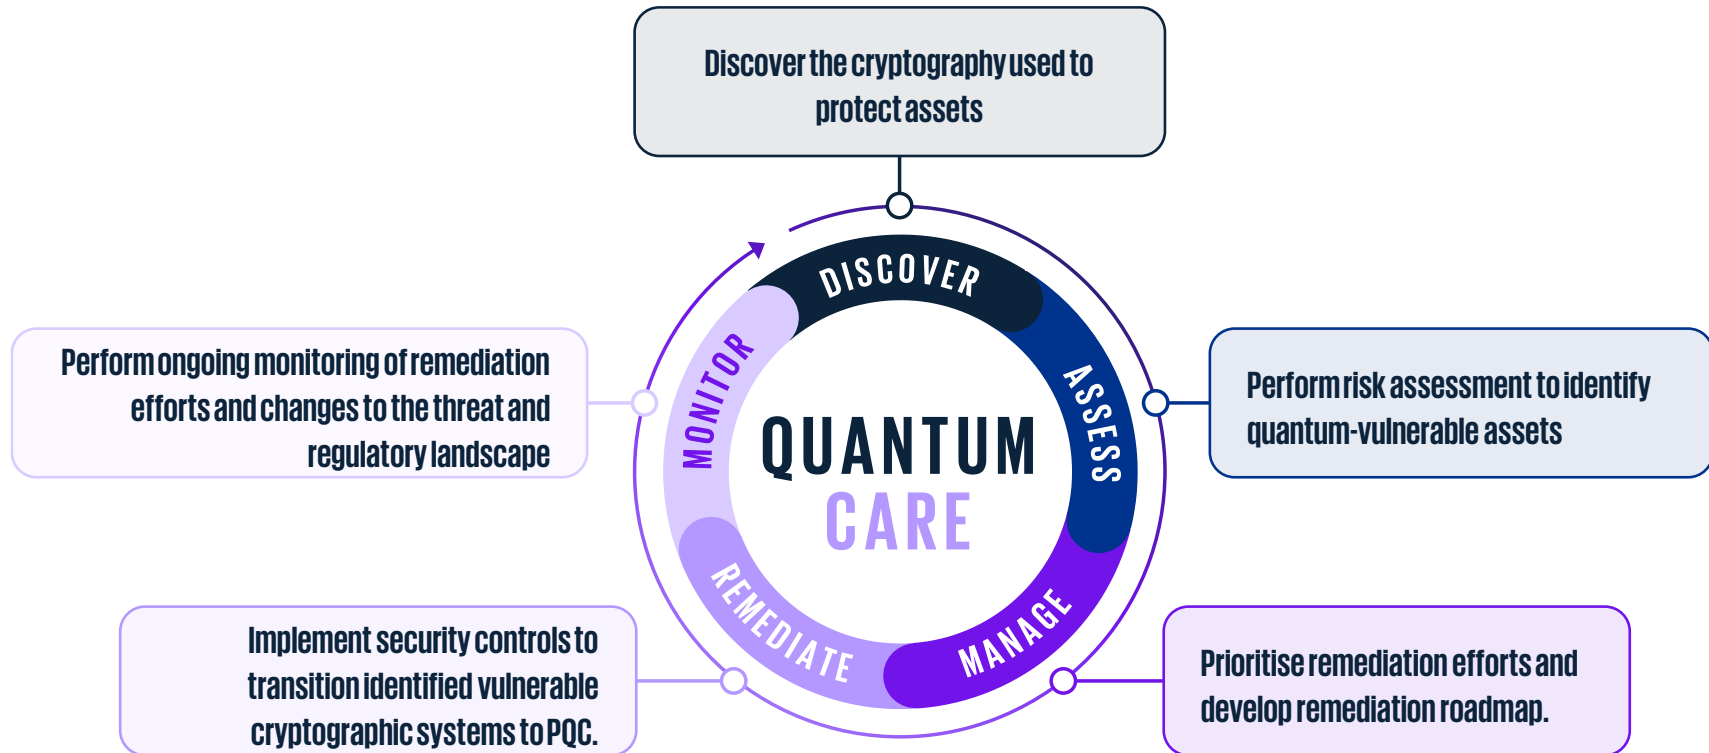 Discover the cryptography used to
protect assets
DISCOVER
ASSESS
Perform risk assessment to identify
quantum-vulnerable assets
MANAGE
Prioritise remediation efforts and
develop remediation roadmap.
REMEDIATE
Implement security controls to
transition identified vulnerable
cryptographic systems to PQC.
MONITOR
Perform ongoing monitoring of remediation
efforts and changes to the threat and
regulatory landscape
QUANTUM
CARE